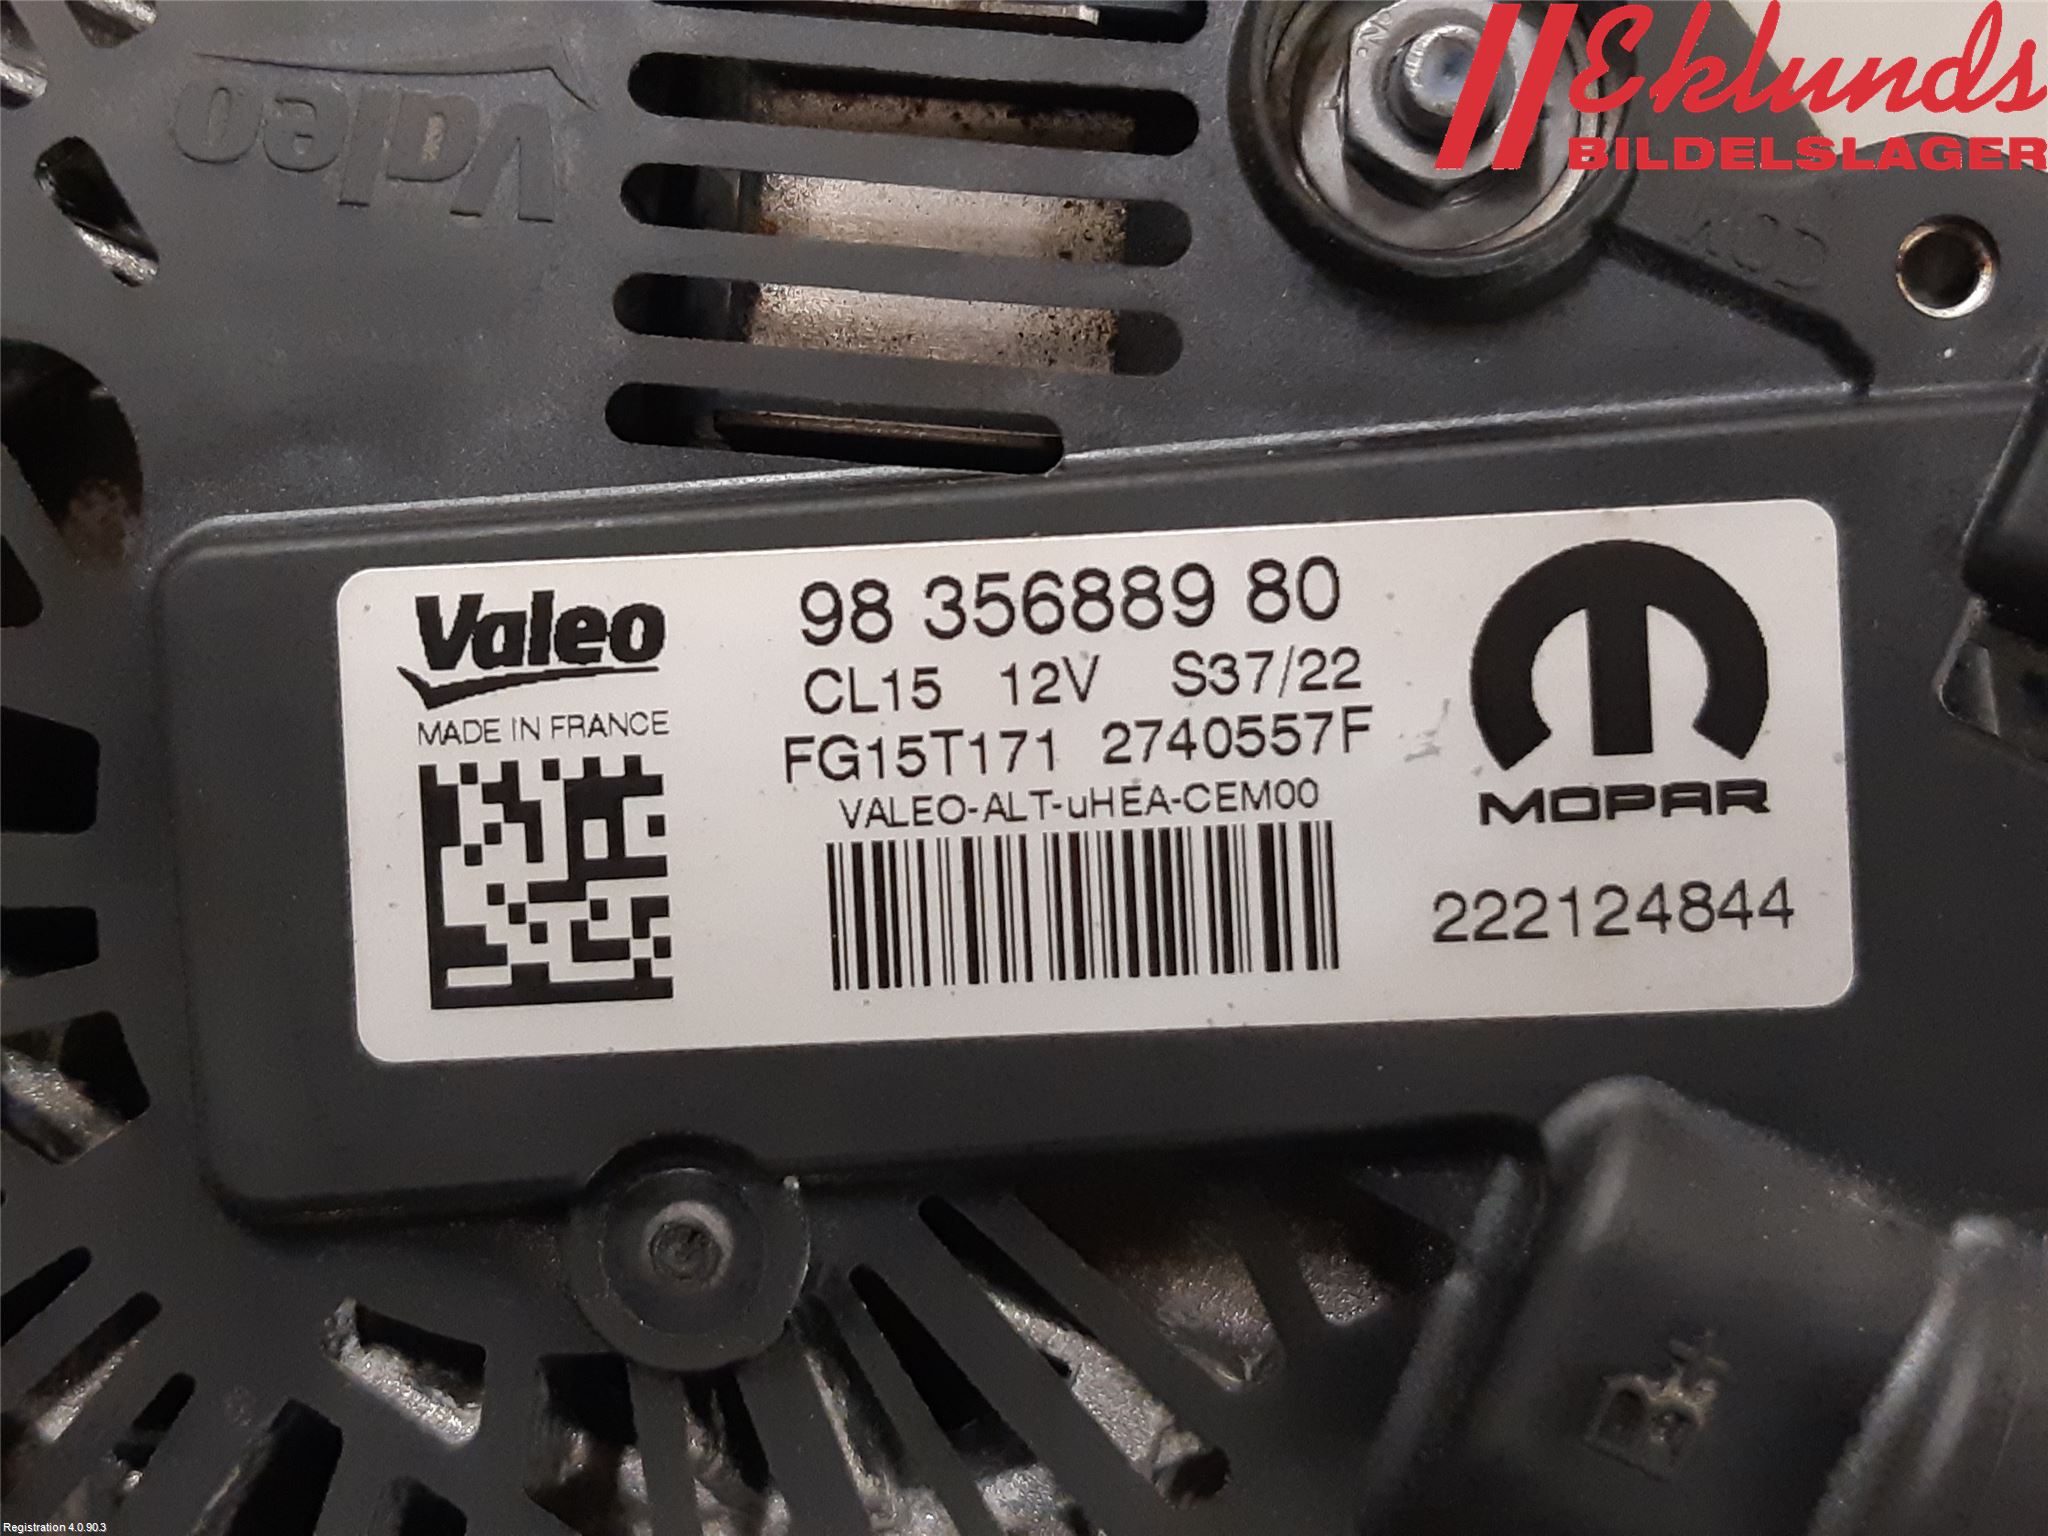 Eklunds
BILDELSLAGER
Valeo
Valeo
MADE IN FRANCE
98 356889 80
CL15 12V S37/22
FG15T171 2740557F
VALEO-ALT-uHEA-CEM00
MOPAR
222124844
B+
Registration 4.0.90.3